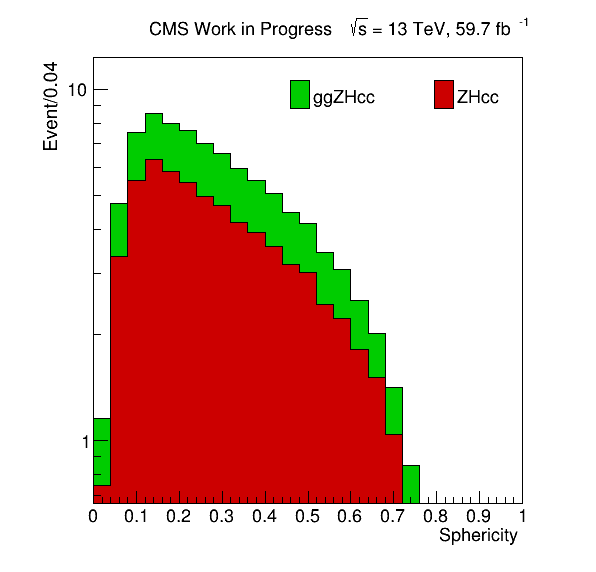 CMS Work in Progress √s = 13 TeV, 59.7 fb⁻¹
Event/0.04
10
1
ggZHcc ZHcc
0 0.1 0.2 0.3 0.4 0.5 0.6 0.7 0.8 0.9 1
Sphericity